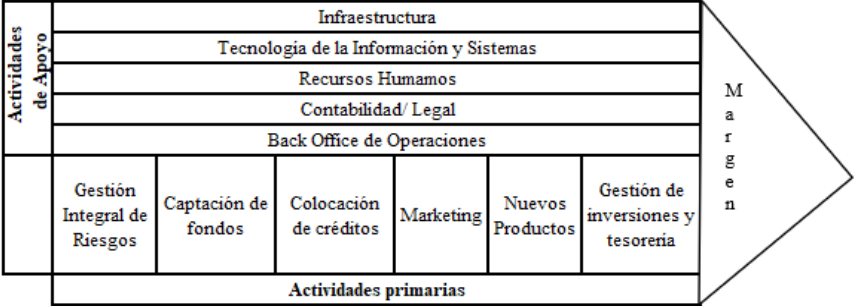 Actividades
de Apoyo
Infraestructura
Tecnología de la Información y Sistemas
Recursos Humamos
Contabilidad/ Legal
Back Office de Operaciones
Gestión
Integral de
Riesgos
Captación de
fondos
Colocación
de créditos
Marketing
Nuevos
Productos
Gestión de
inversiones y
tesorería
Actividades primarias
M
a
r
g
e
n